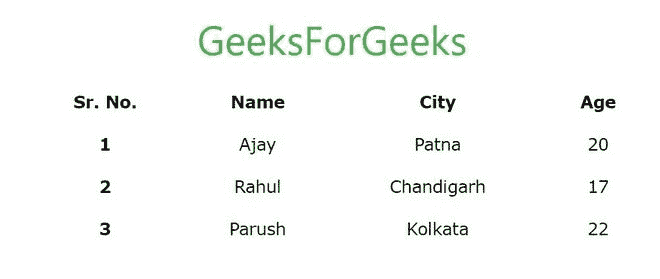 GeeksForGeeks
Sr. No. Name City Age
1 Ajay Patna 20
2 Rahul Chandigarh 17
3 Parush Kolkata 22